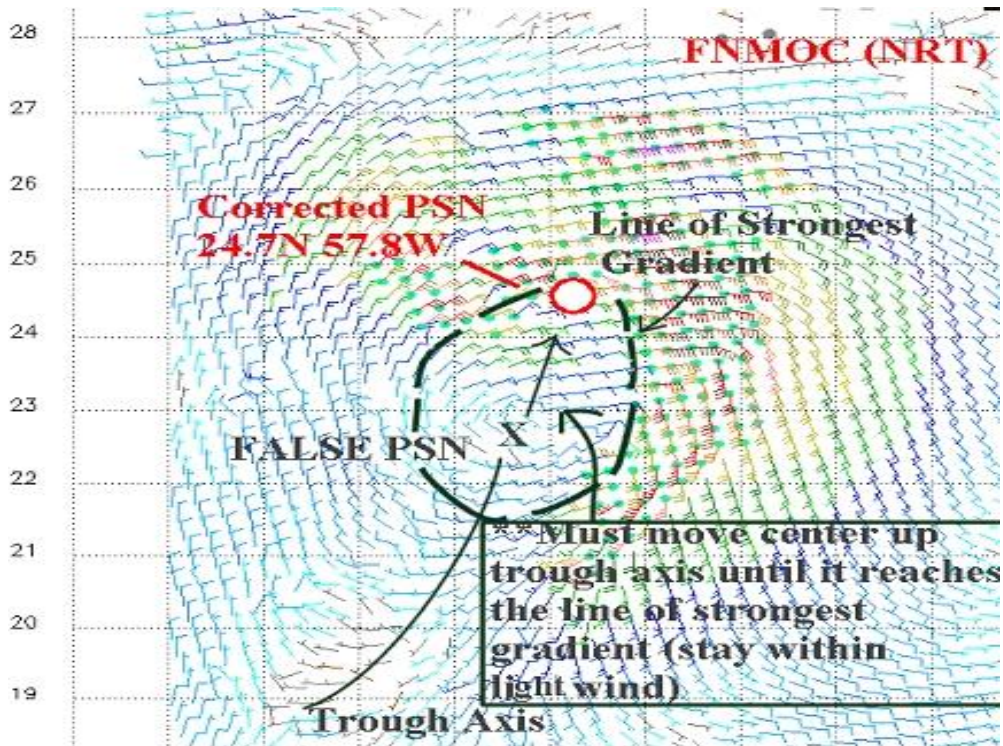 28
FNMOC (NRT)
27
26
Corrected PSN
24.7N 57.8W
Line of Strongest
Gradient
25
24
23
FALSE PSN X
22
**Must move center up
21
trough axis until it reaches
the line of strongest
20
gradient (stay within
light wind)
19
Trough Axis